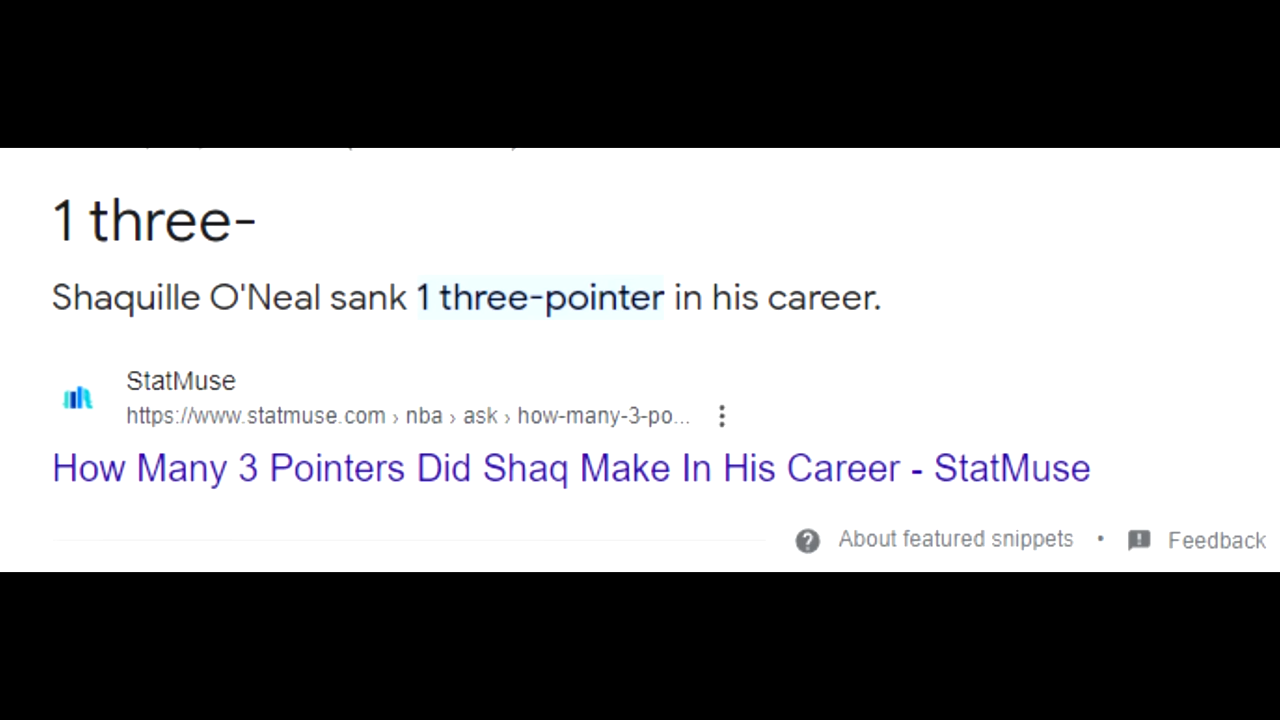 1 three-
Shaquille O'Neal sank 1 three-pointer in his career.
StatMuse
https://www.statmuse.com › nba › ask › how-many-3-po...
How Many 3 Pointers Did Shaq Make In His Career - StatMuse
About featured snippets • Feedback